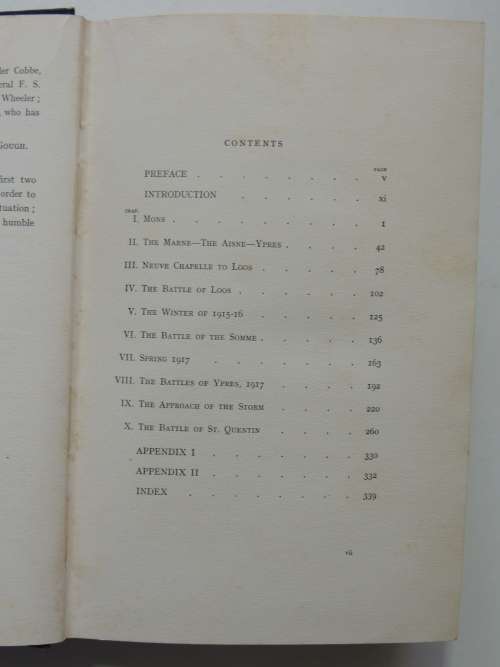 er Cobbe,
eral F. S.
Wheeler;
who has
GOUGH.
first two
order to
tuation;
humble
CONTENTS
PAGE
PREFACE . . . . . . . . v
INTRODUCTION . . . . . . xi
CHAP.
I. MONS . . . . . . . . . 1
II. THE MARNE—THE AISNE—YPRES . . . . 42
III. NEUVE CHAPELLE TO LOOS . . . . . 78
IV. THE BATTLE OF LOOS . . . . . . 102
V. THE WINTER OF 1915-16 . . . . . 125
VI. THE BATTLE OF THE SOMME . . . . . 136
VII. SPRING 1917 . . . . . . . 163
VIII. THE BATTLES OF YPRES, 1917 . . . . 192
IX. THE APPROACH OF THE STORM . . . . 220
X. THE BATTLE OF ST. QUENTIN . . . . 260
APPENDIX I . . . . . . . 330
APPENDIX II . . . . . . . 332
INDEX . . . . . . . . 339
vii